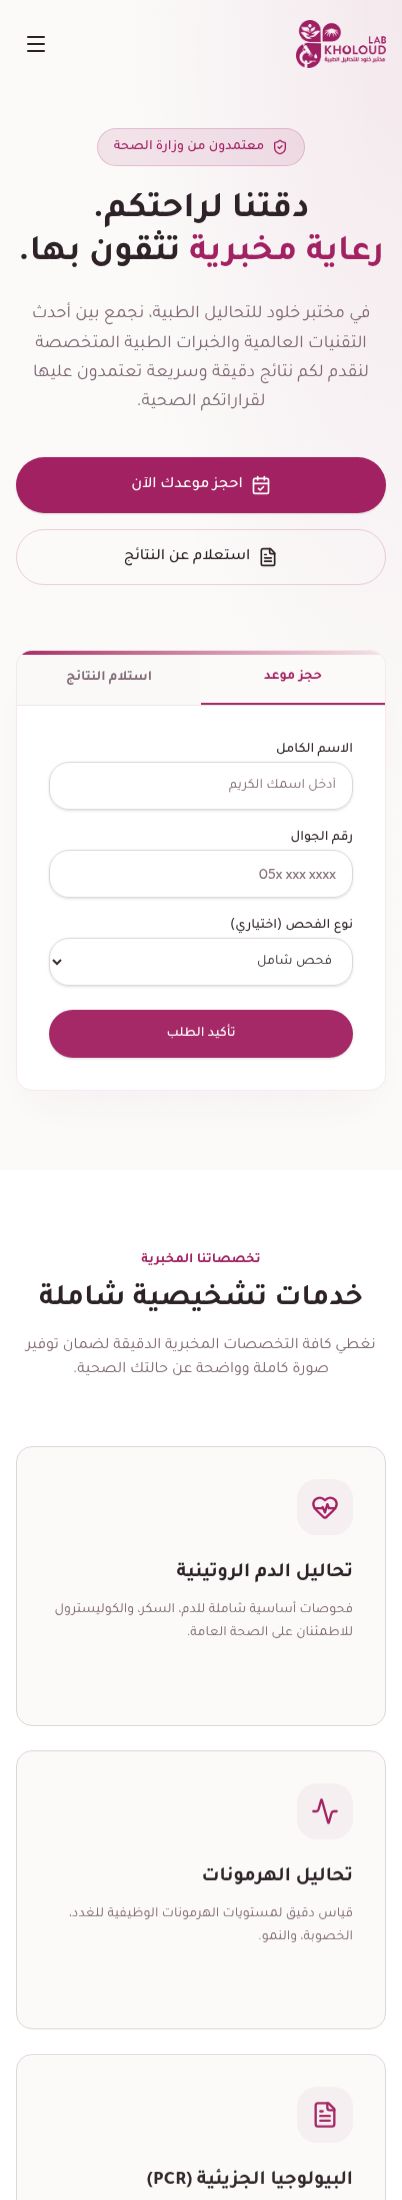 LAB
KHOLOUD
مختبر خلود للتحاليل الطبية
معتمدون من وزارة الصحة
دقتنا لراحتكم.
رعاية مخبرية تثقون بها.
في مختبر خلود للتحاليل الطبية، نجمع بين أحدث
التقنيات العالمية والخبرات الطبية المتخصصة
لنقدم لكم نتائج دقيقة وسريعة تعتمدون عليها
لقراراتكم الصحية.
احجز موعدك الآن
استعلام عن النتائج
حجز موعد
استلام النتائج
الاسم الكامل
أدخل اسمك الكريم
رقم الجوال
05x xxx xxxx
نوع الفحص (اختياري)
فحص شامل
تأكيد الطلب
تخصصاتنا المخبرية
خدمات تشخيصية شاملة
نغطي كافة التخصصات المخبرية الدقيقة لضمان توفير
صورة كاملة وواضحة عن حالتك الصحية.
تحاليل الدم الروتينية
فحوصات أساسية شاملة للدم، السكر، والكوليسترول
للاطمئنان على الصحة العامة.
تحاليل الهرمونات
قياس دقيق لمستويات الهرمونات الوظيفية للغدد،
الخصوبة، والنمو.
البيولوجيا الجزيئية (PCR)